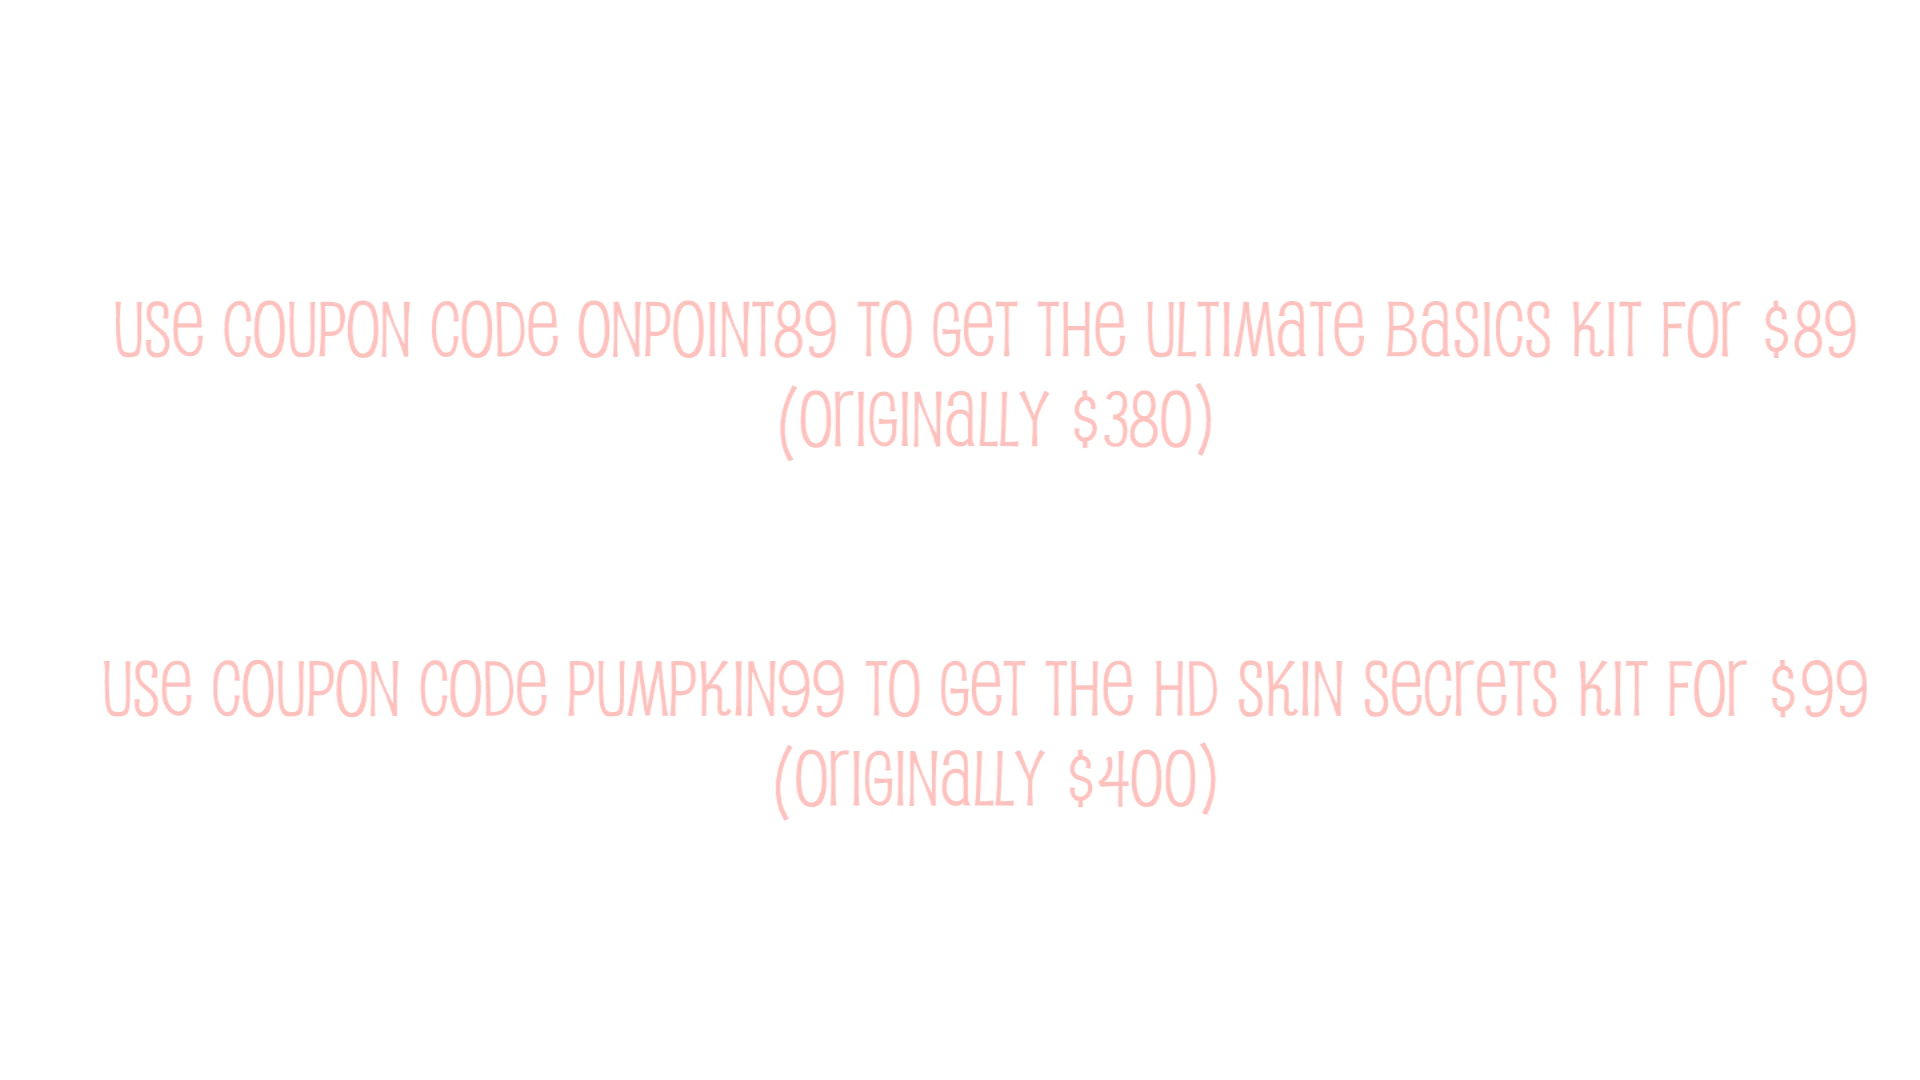 Use coupon code ONPOINT89 to get the Ultimate Basics Kit for $89
(originally $380)
Use coupon code PUMPKIN99 to get the HD Skin Secrets Kit for $99
(originally $400)